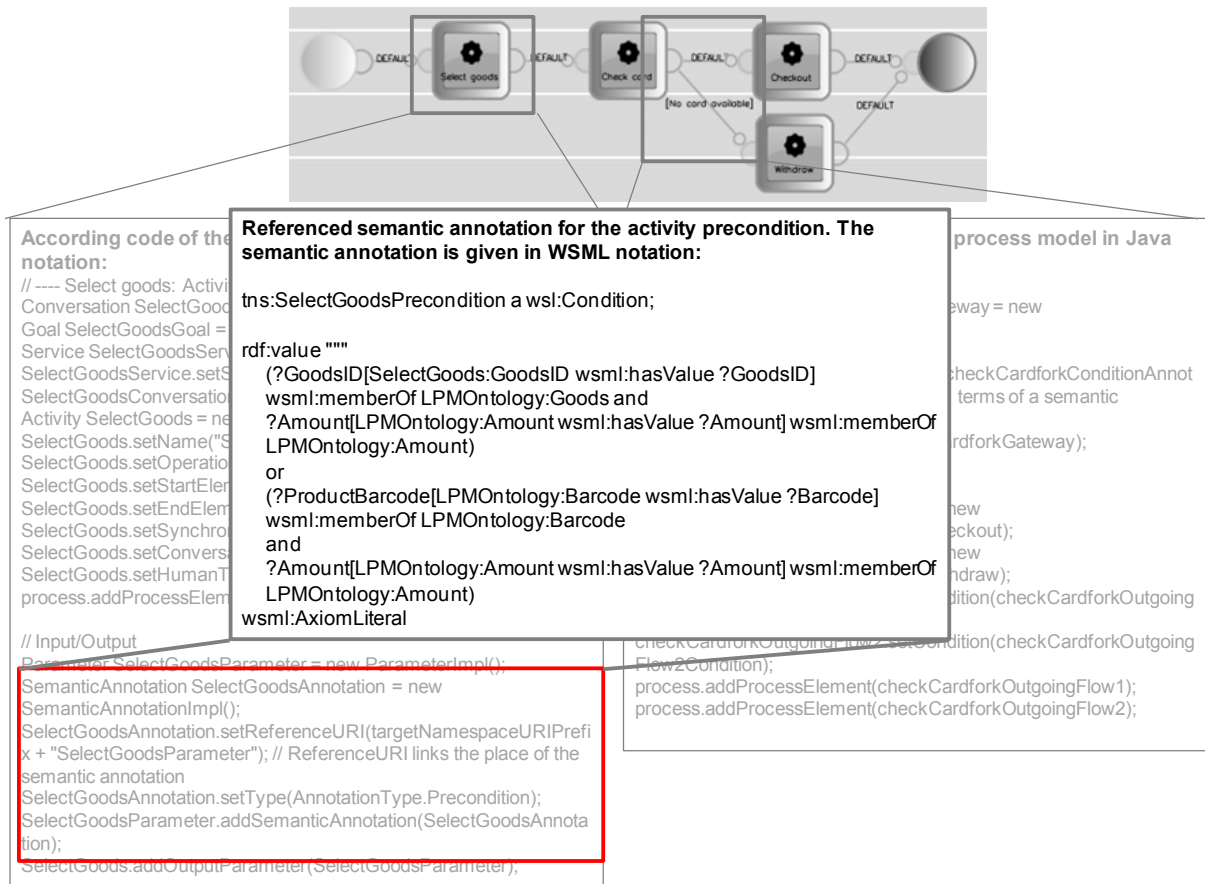 DEFAULT
Select goods
DEFAULT
Check card
DEFAULT
Checkout
DEFAULT
[No card available]
DEFAULT
Withdraw
According code of the
notation:
// ---- Select goods: Activi
Conversation SelectGood
Goal SelectGoodsGoal =
Service SelectGoodsServ
SelectGoodsService.setS
SelectGoodsConversation
Activity SelectGoods = ne
SelectGoods.setName("S
SelectGoods.setOperatio
SelectGoods.setStartElem
SelectGoods.setEndElem
SelectGoods.setSynchron
SelectGoods.setConversa
SelectGoods.setHumanT
process.addProcessElem
// Input/Output
Parameter SelectGoodsParameter = new ParameterImpl();
SemanticAnnotation SelectGoodsAnnotation = new
SemanticAnnotationImpl();
SelectGoodsAnnotation.setReferenceURI(targetNamespaceURIPrefi
x + "SelectGoodsParameter"); // ReferenceURI links the place of the
semantic annotation
SelectGoodsAnnotation.setType(AnnotationType.Precondition);
SelectGoodsParameter.addSemanticAnnotation(SelectGoodsAnnota
tion);
SelectGoods.addOutputParameter(SelectGoodsParameter);
Referenced semantic annotation for the activity precondition. The
semantic annotation is given in WSML notation:
tns:SelectGoodsPrecondition a wsl:Condition;
rdf:value """
(?GoodsID[SelectGoods:GoodsID wsml:hasValue ?GoodsID]
wsml:memberOf LPMOntology:Goods and
?Amount[LPMOntology:Amount wsml:hasValue ?Amount] wsml:memberOf
LPMOntology:Amount)
or
(?ProductBarcode[LPMOntology:Barcode wsml:hasValue ?Barcode]
wsml:memberOf LPMOntology:Barcode
and
?Amount[LPMOntology:Amount wsml:hasValue ?Amount] wsml:memberOf
LPMOntology:Amount)
wsml:AxiomLiteral
process model in Java
eway = new
checkCardforkConditionAnnot
terms of a semantic
rdforkGateway);
new
eckout);
new
ndraw);
dition(checkCardforkOutgoing
checkCardforkOutgoingFlow2.setCondition(checkCardforkOutgoing
Flow2Condition);
process.addProcessElement(checkCardforkOutgoingFlow1);
process.addProcessElement(checkCardforkOutgoingFlow2);